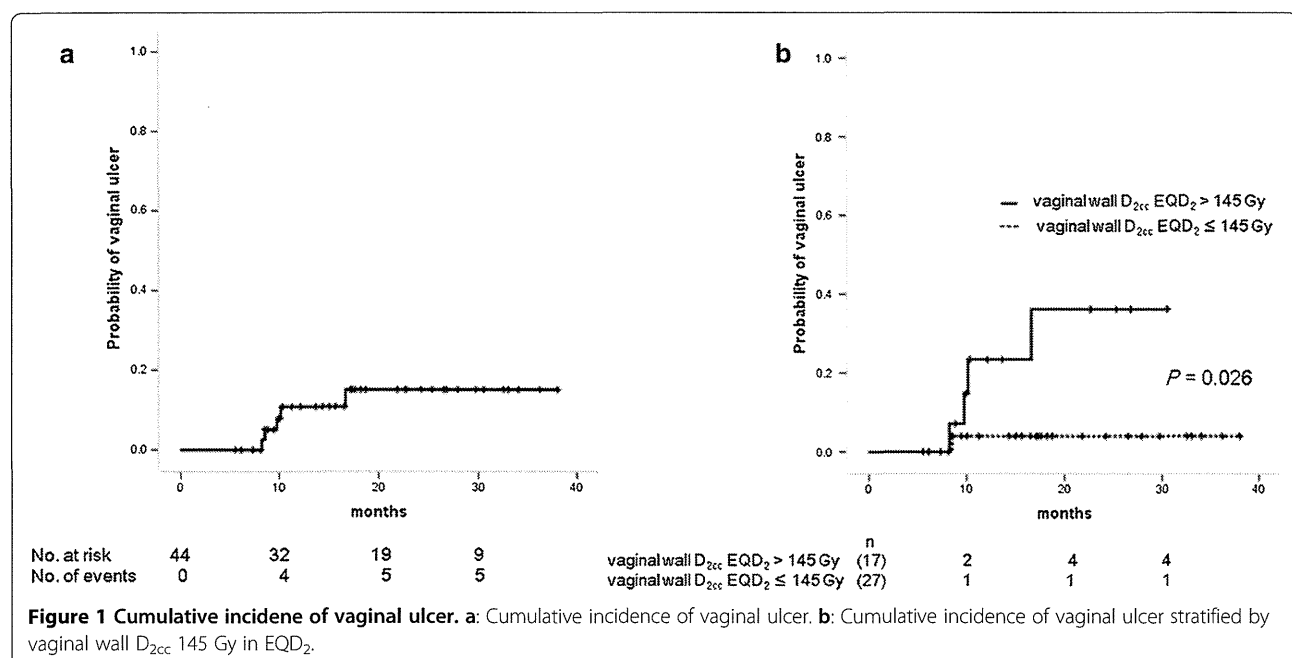 a
1.0
0.8
0.6
0.4
0.2
0.0
Probability of vaginal ulcer
0 10 20 30 40
months
No. at risk 44 32 19 9
No. of events 0 4 5 5
b
1.0
0.8
0.6
0.4
0.2
0.0
Probability of vaginal ulcer
vaginal wall D2cc EQD2 > 145 Gy
vaginal wall D2cc EQD2 ≤ 145 Gy
P = 0.026
0 10 20 30 40
months
n
vaginal wall D2cc EQD2 > 145 Gy (17) 2 4 4
vaginal wall D2cc EQD2 ≤ 145 Gy (27) 1 1 1
Figure 1 Cumulative incidene of vaginal ulcer. a: Cumulative incidence of vaginal ulcer. b: Cumulative incidence of vaginal ulcer stratified by
vaginal wall D2cc 145 Gy in EQD2.